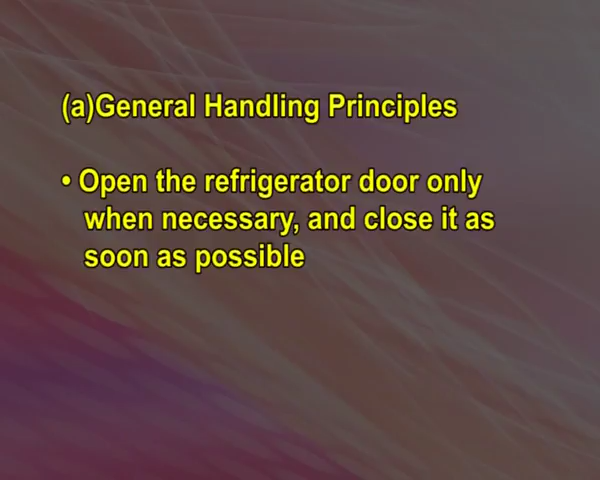 (a)General Handling Principles
• Open the refrigerator door only
when necessary, and close it as
soon as possible